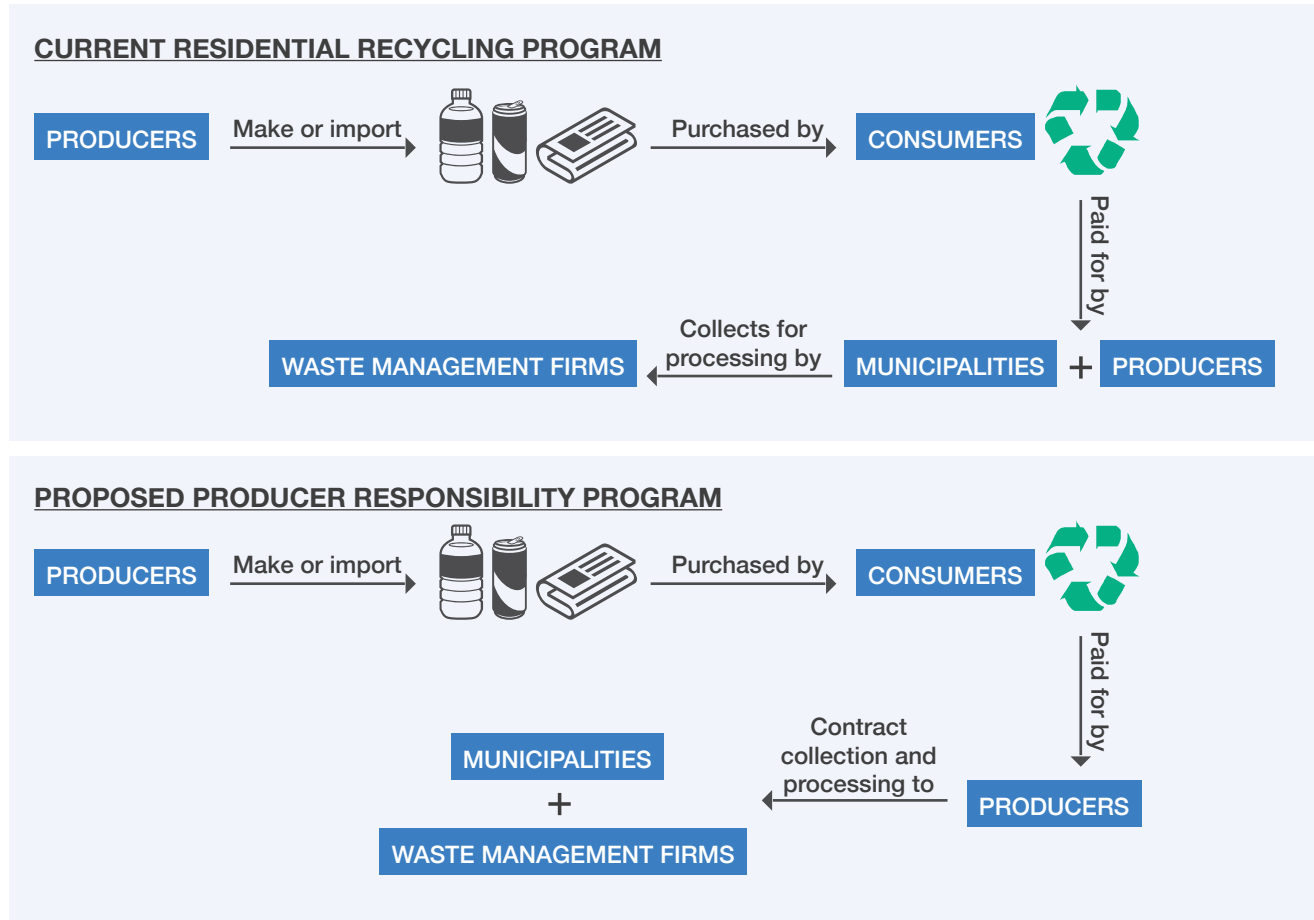 CURRENT RESIDENTIAL RECYCLING PROGRAM
PRODUCERS
Make or import
Purchased by
CONSUMERS
Paid for by
MUNICIPALITIES + PRODUCERS
Collects for
processing by
WASTE MANAGEMENT FIRMS
PROPOSED PRODUCER RESPONSIBILITY PROGRAM
PRODUCERS
Make or import
Purchased by
CONSUMERS
Paid for by
PRODUCERS
Contract
collection and
processing to
MUNICIPALITIES
+
WASTE MANAGEMENT FIRMS